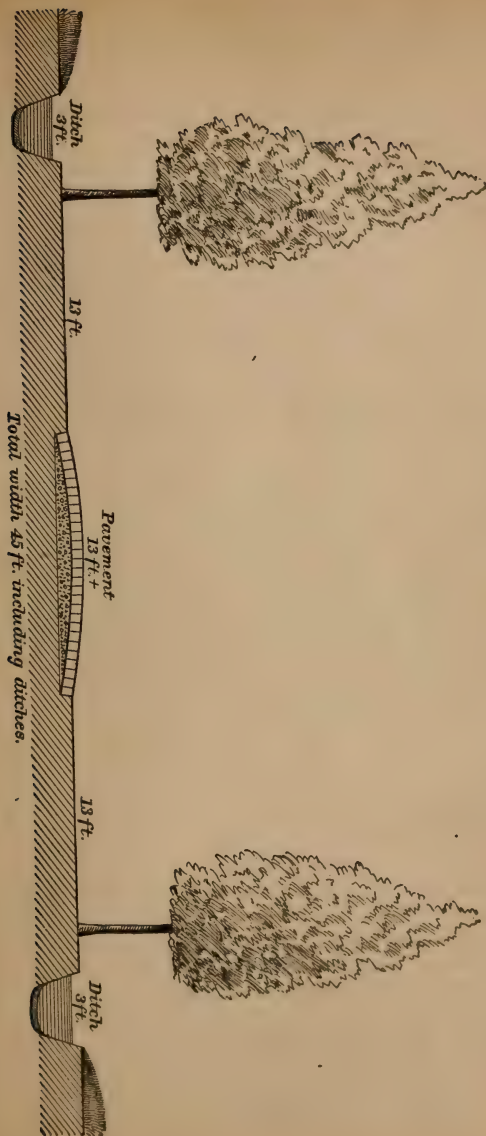 Ditch
3ft.
13 ft.
Pavement
13 ft.+
13 ft.
Ditch
3ft.
Total width 45 ft. including ditches.